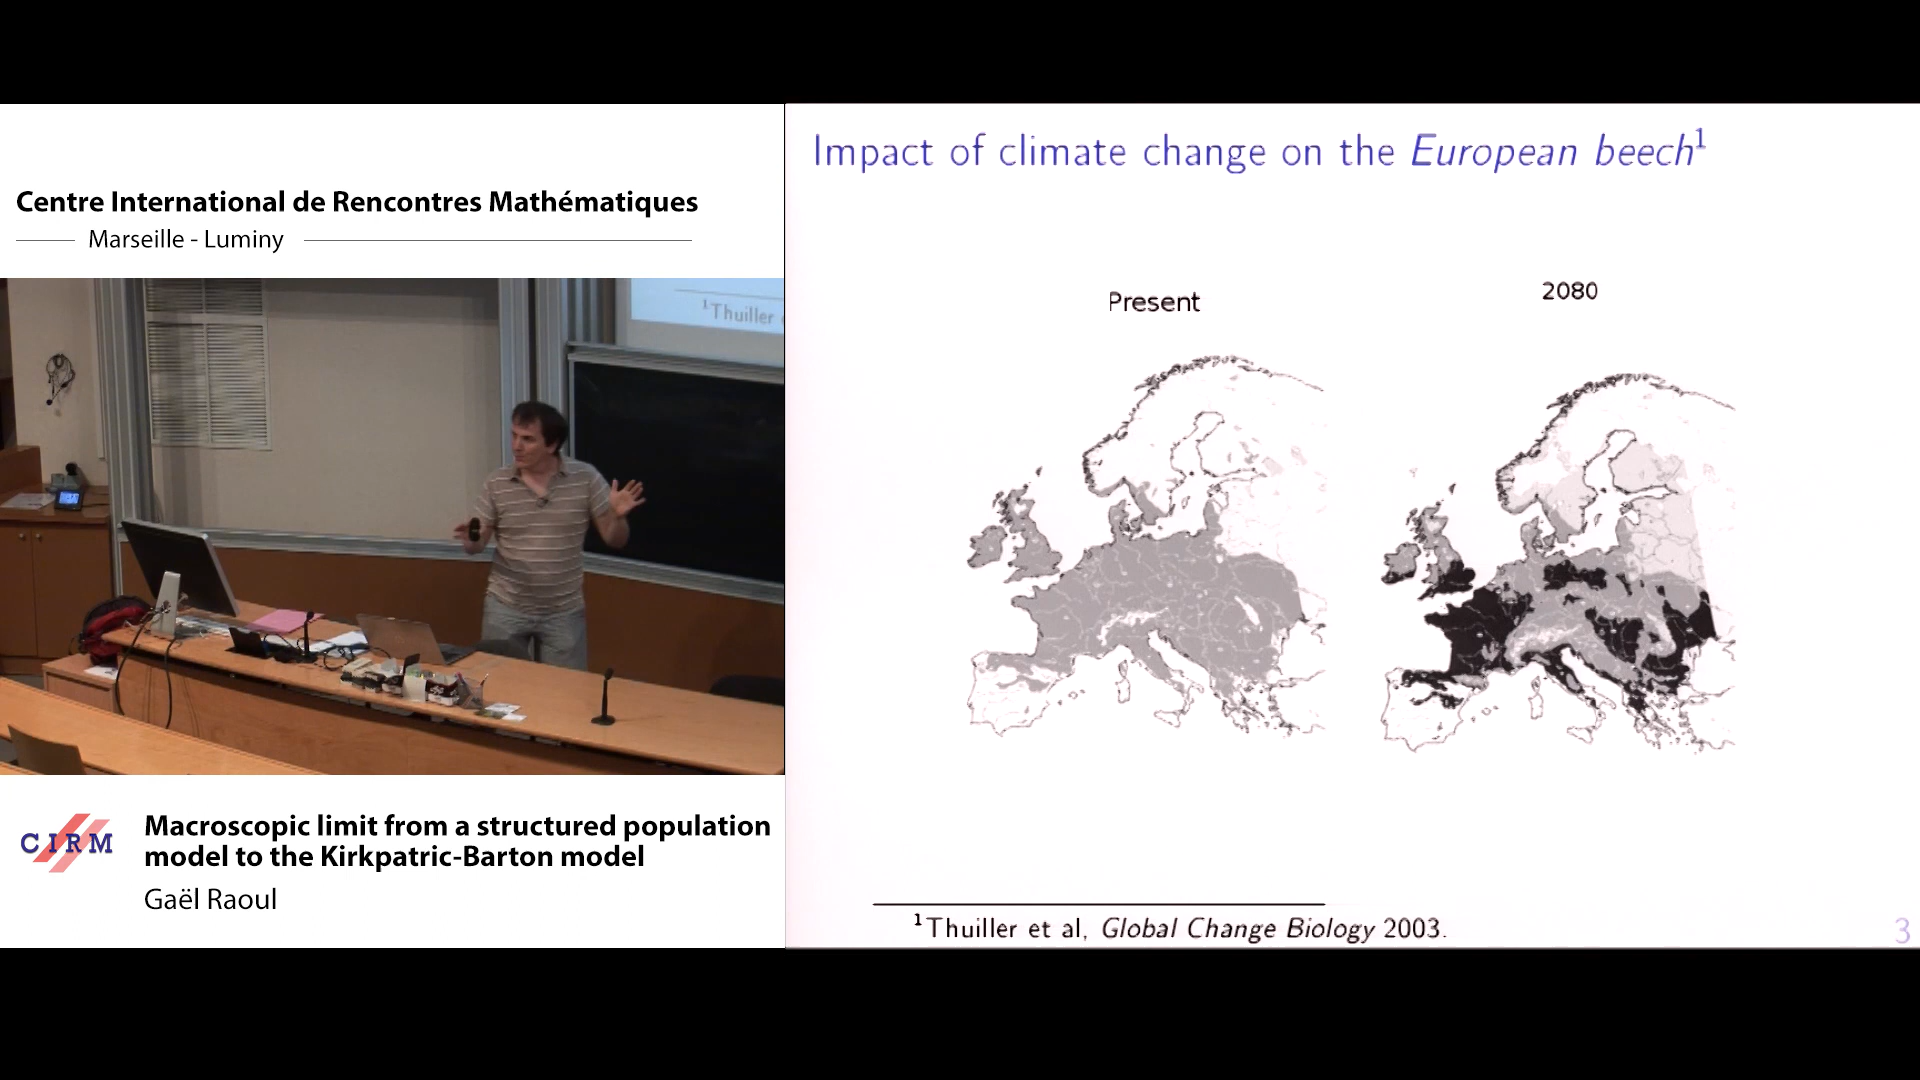 Centre International de Rencontres Mathématiques
Marseille - Luminy
¹Thuiller
CIRM
Macroscopic limit from a structured population
model to the Kirkpatric-Barton model
Gaël Raoul
Impact of climate change on the European beech¹
Present
2080
¹Thuiller et al, Global Change Biology 2003.
3